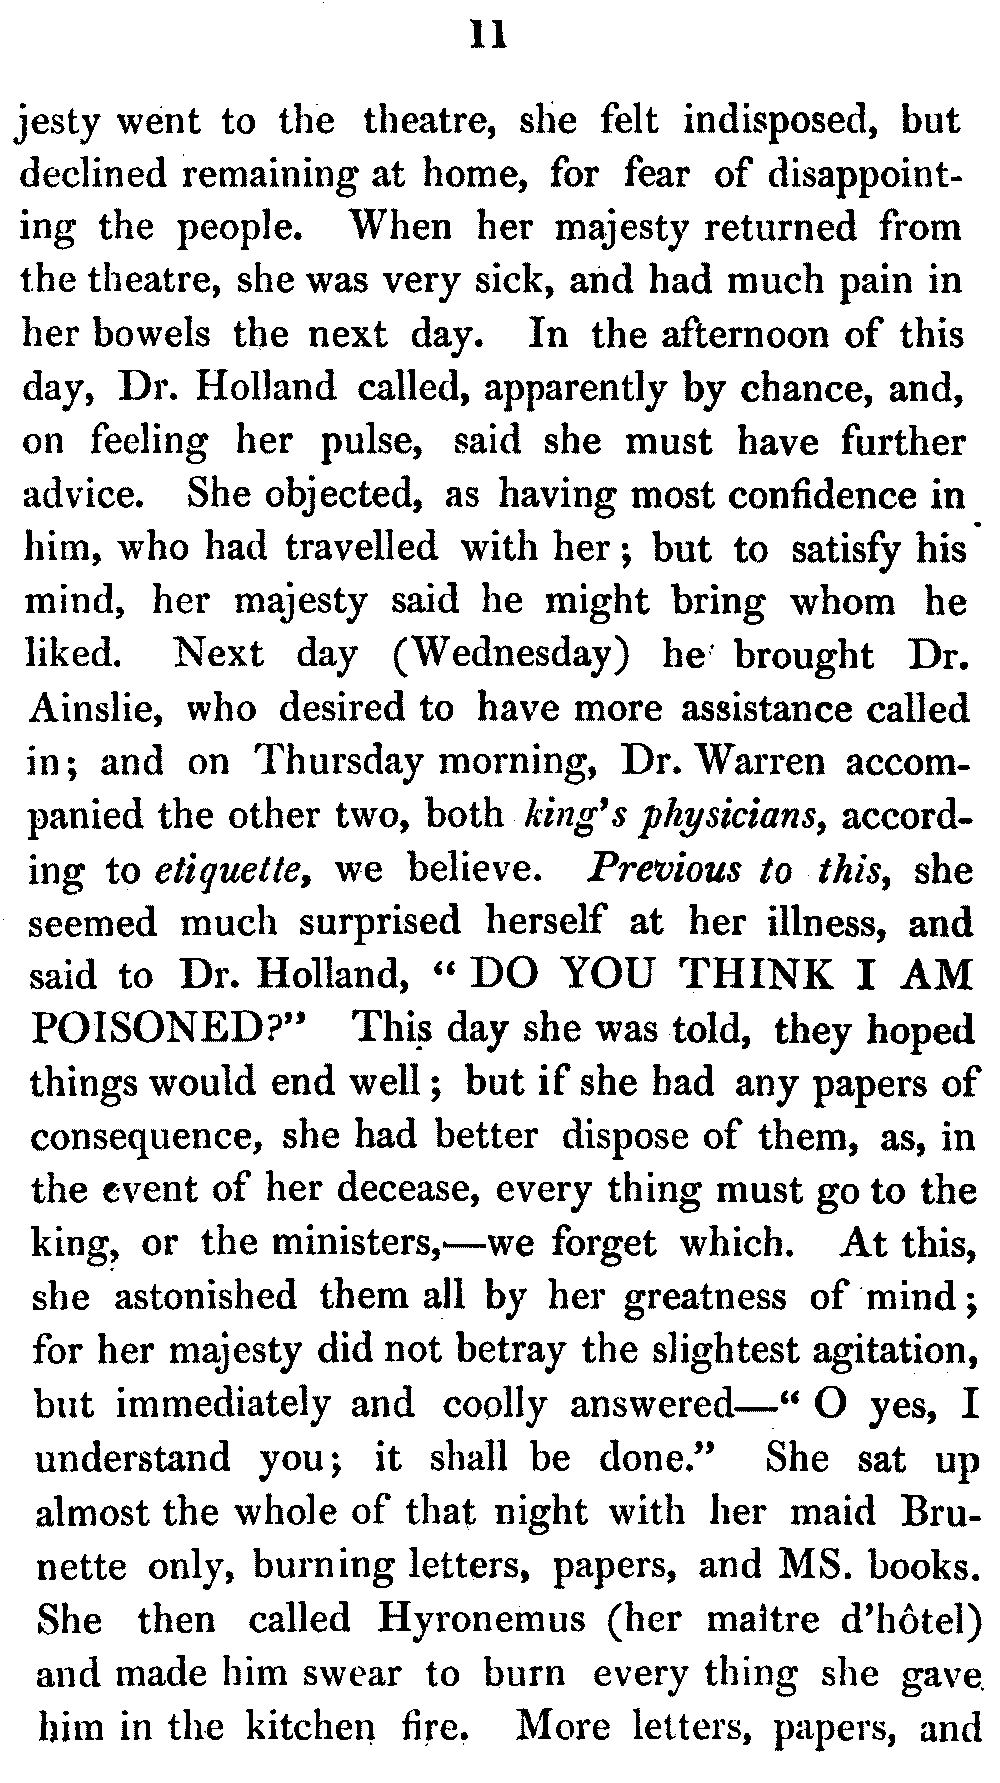 11
jesty went to the theatre, she felt indisposed, but
declined remaining at home, for fear of disappoint-
ing the people. When her majesty returned from
the theatre, she was very sick, and had much pain in
her bowels the next day. In the afternoon of this
day, Dr. Holland called, apparently by chance, and,
on feeling her pulse, said she must have further
advice. She objected, as having most confidence in
him, who had travelled with her; but to satisfy his
mind, her majesty said he might bring whom he
liked. Next day (Wednesday) he brought Dr.
Ainslie, who desired to have more assistance called
in; and on Thursday morning, Dr. Warren accom-
panied the other two, both king's physicians, accord-
ing to etiquette, we believe. Previous to this, she
seemed much surprised herself at her illness, and
said to Dr. Holland, “ DO YOU THINK I AM
POISONED?” This day she was told, they hoped
things would end well; but if she had any papers of
consequence, she had better dispose of them, as, in
the event of her decease, every thing must go to the
king, or the ministers,—we forget which. At this,
she astonished them all by her greatness of mind;
for her majesty did not betray the slightest agitation,
but immediately and coolly answered—“ O yes, I
understand you; it shall be done.” She sat up
almost the whole of that night with her maid Bru-
nette only, burning letters, papers, and MS. books.
She then called Hyronemus (her maître d'hôtel)
and made him swear to burn every thing she gave
him in the kitchen fire. More letters, papers, and